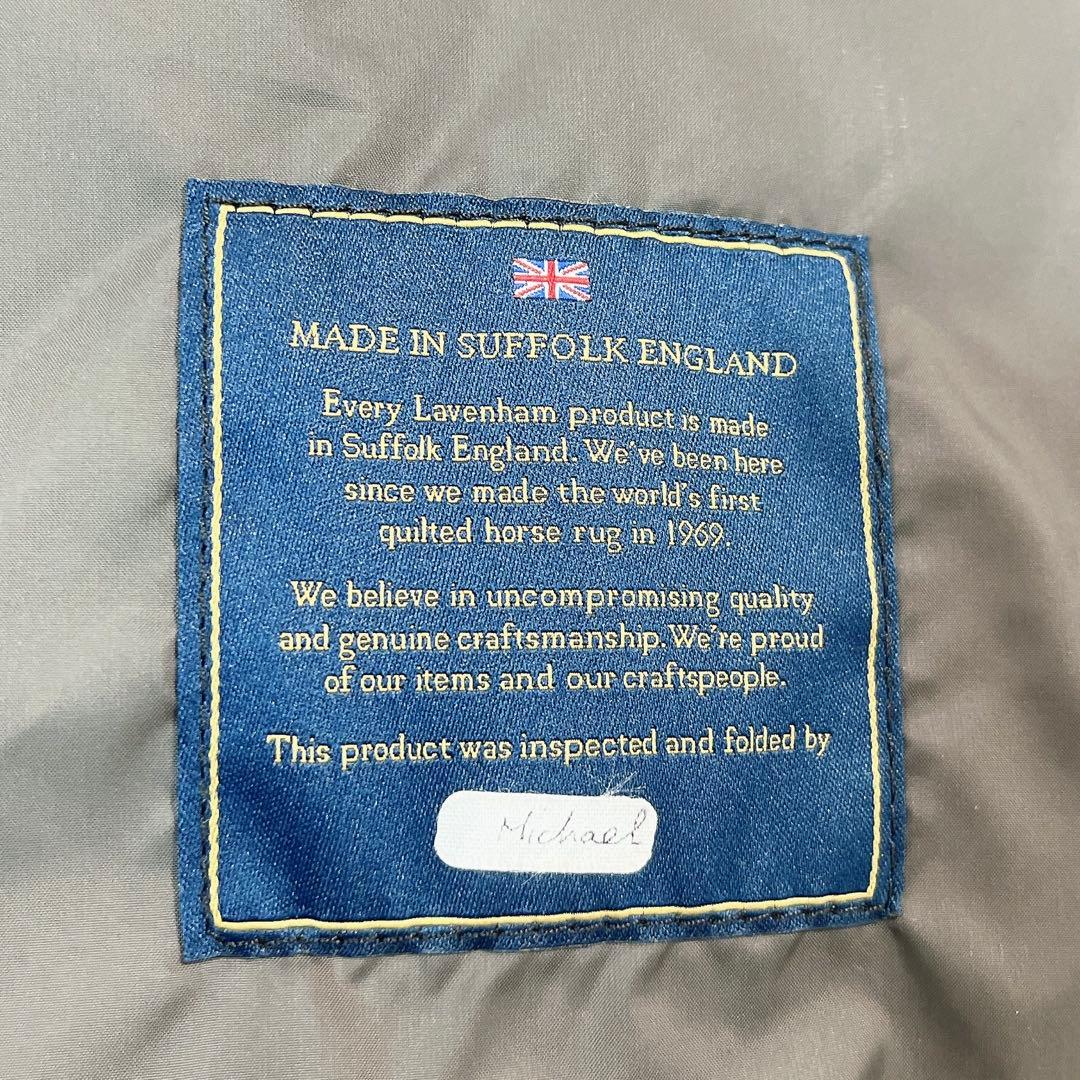 MADE IN SUFFOLK ENGLAND
Every Lavenham product is made
in Suffolk England. We've been here
since we made the world's first
quilted horse rug in 1969.
We believe in uncompromising quality
and genuine craftsmanship. We're proud
of our items and our craftspeople.
This product was inspected and folded by
Michael